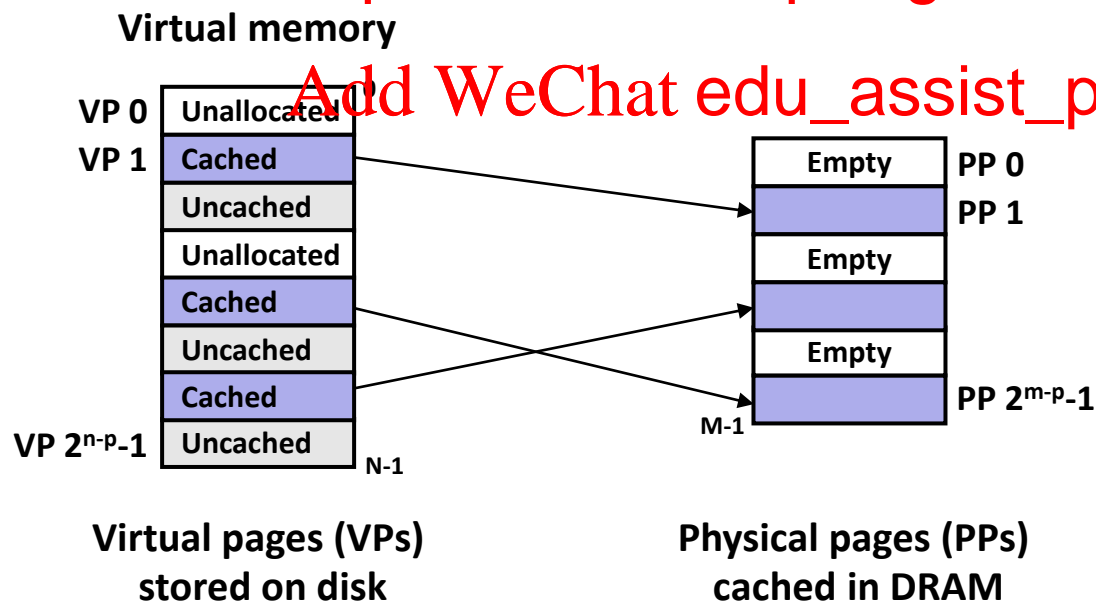 Virtual memory
Add WeChat edu_assist_p
0
VP 0 Unallocated
VP 1 Cached
Uncached
Unallocated
Cached
Uncached
Cached
VP 2ⁿ⁻ᵖ-1 Uncached
N-1
Empty PP 0
PP 1
Empty
Empty
PP 2ᵐ⁻ᵖ-1
M-1
Virtual pages (VPs)
stored on disk
Physical pages (PPs)
cached in DRAM